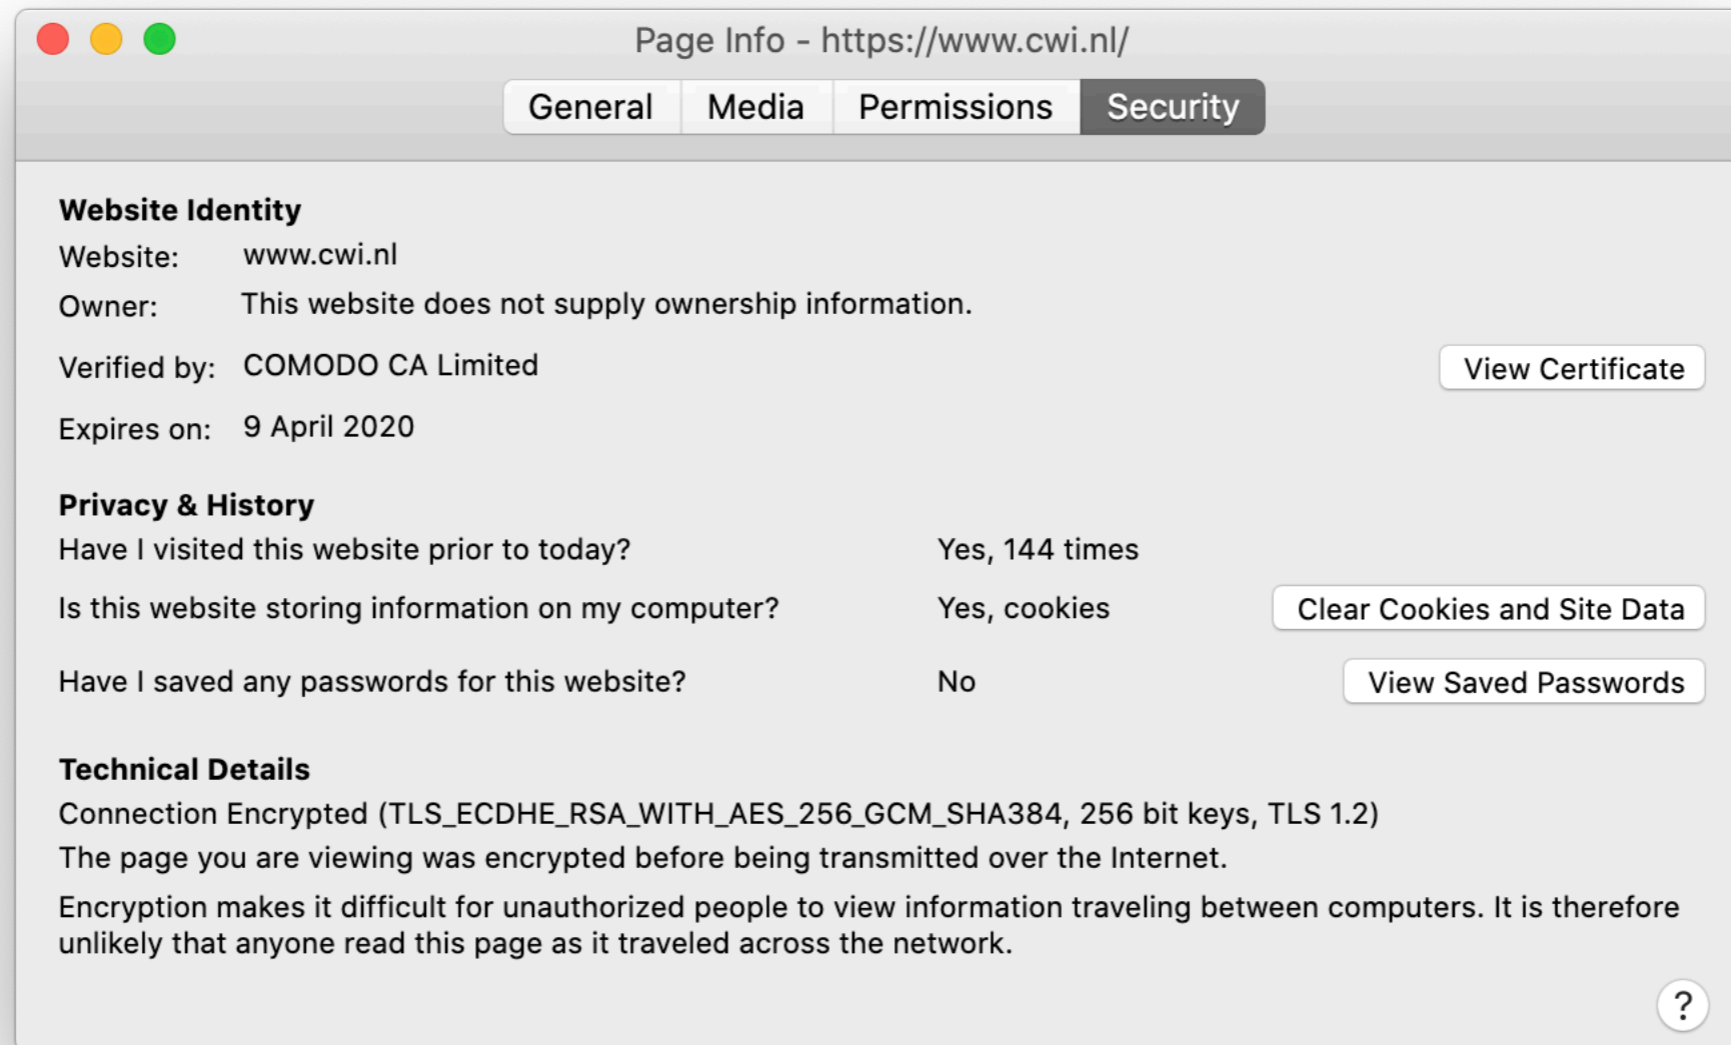 Page Info - https://www.cwi.nl/
General Media Permissions Security
Website Identity
Website: www.cwi.nl
Owner: This website does not supply ownership information.
Verified by: COMODO CA Limited View Certificate
Expires on: 9 April 2020
Privacy & History
Have I visited this website prior to today? Yes, 144 times
Is this website storing information on my computer? Yes, cookies Clear Cookies and Site Data
Have I saved any passwords for this website? No View Saved Passwords
Technical Details
Connection Encrypted (TLS_ECDHE_RSA_WITH_AES_256_GCM_SHA384, 256 bit keys, TLS 1.2)
The page you are viewing was encrypted before being transmitted over the Internet.
Encryption makes it difficult for unauthorized people to view information traveling between computers. It is therefore
unlikely that anyone read this page as it traveled across the network.
?